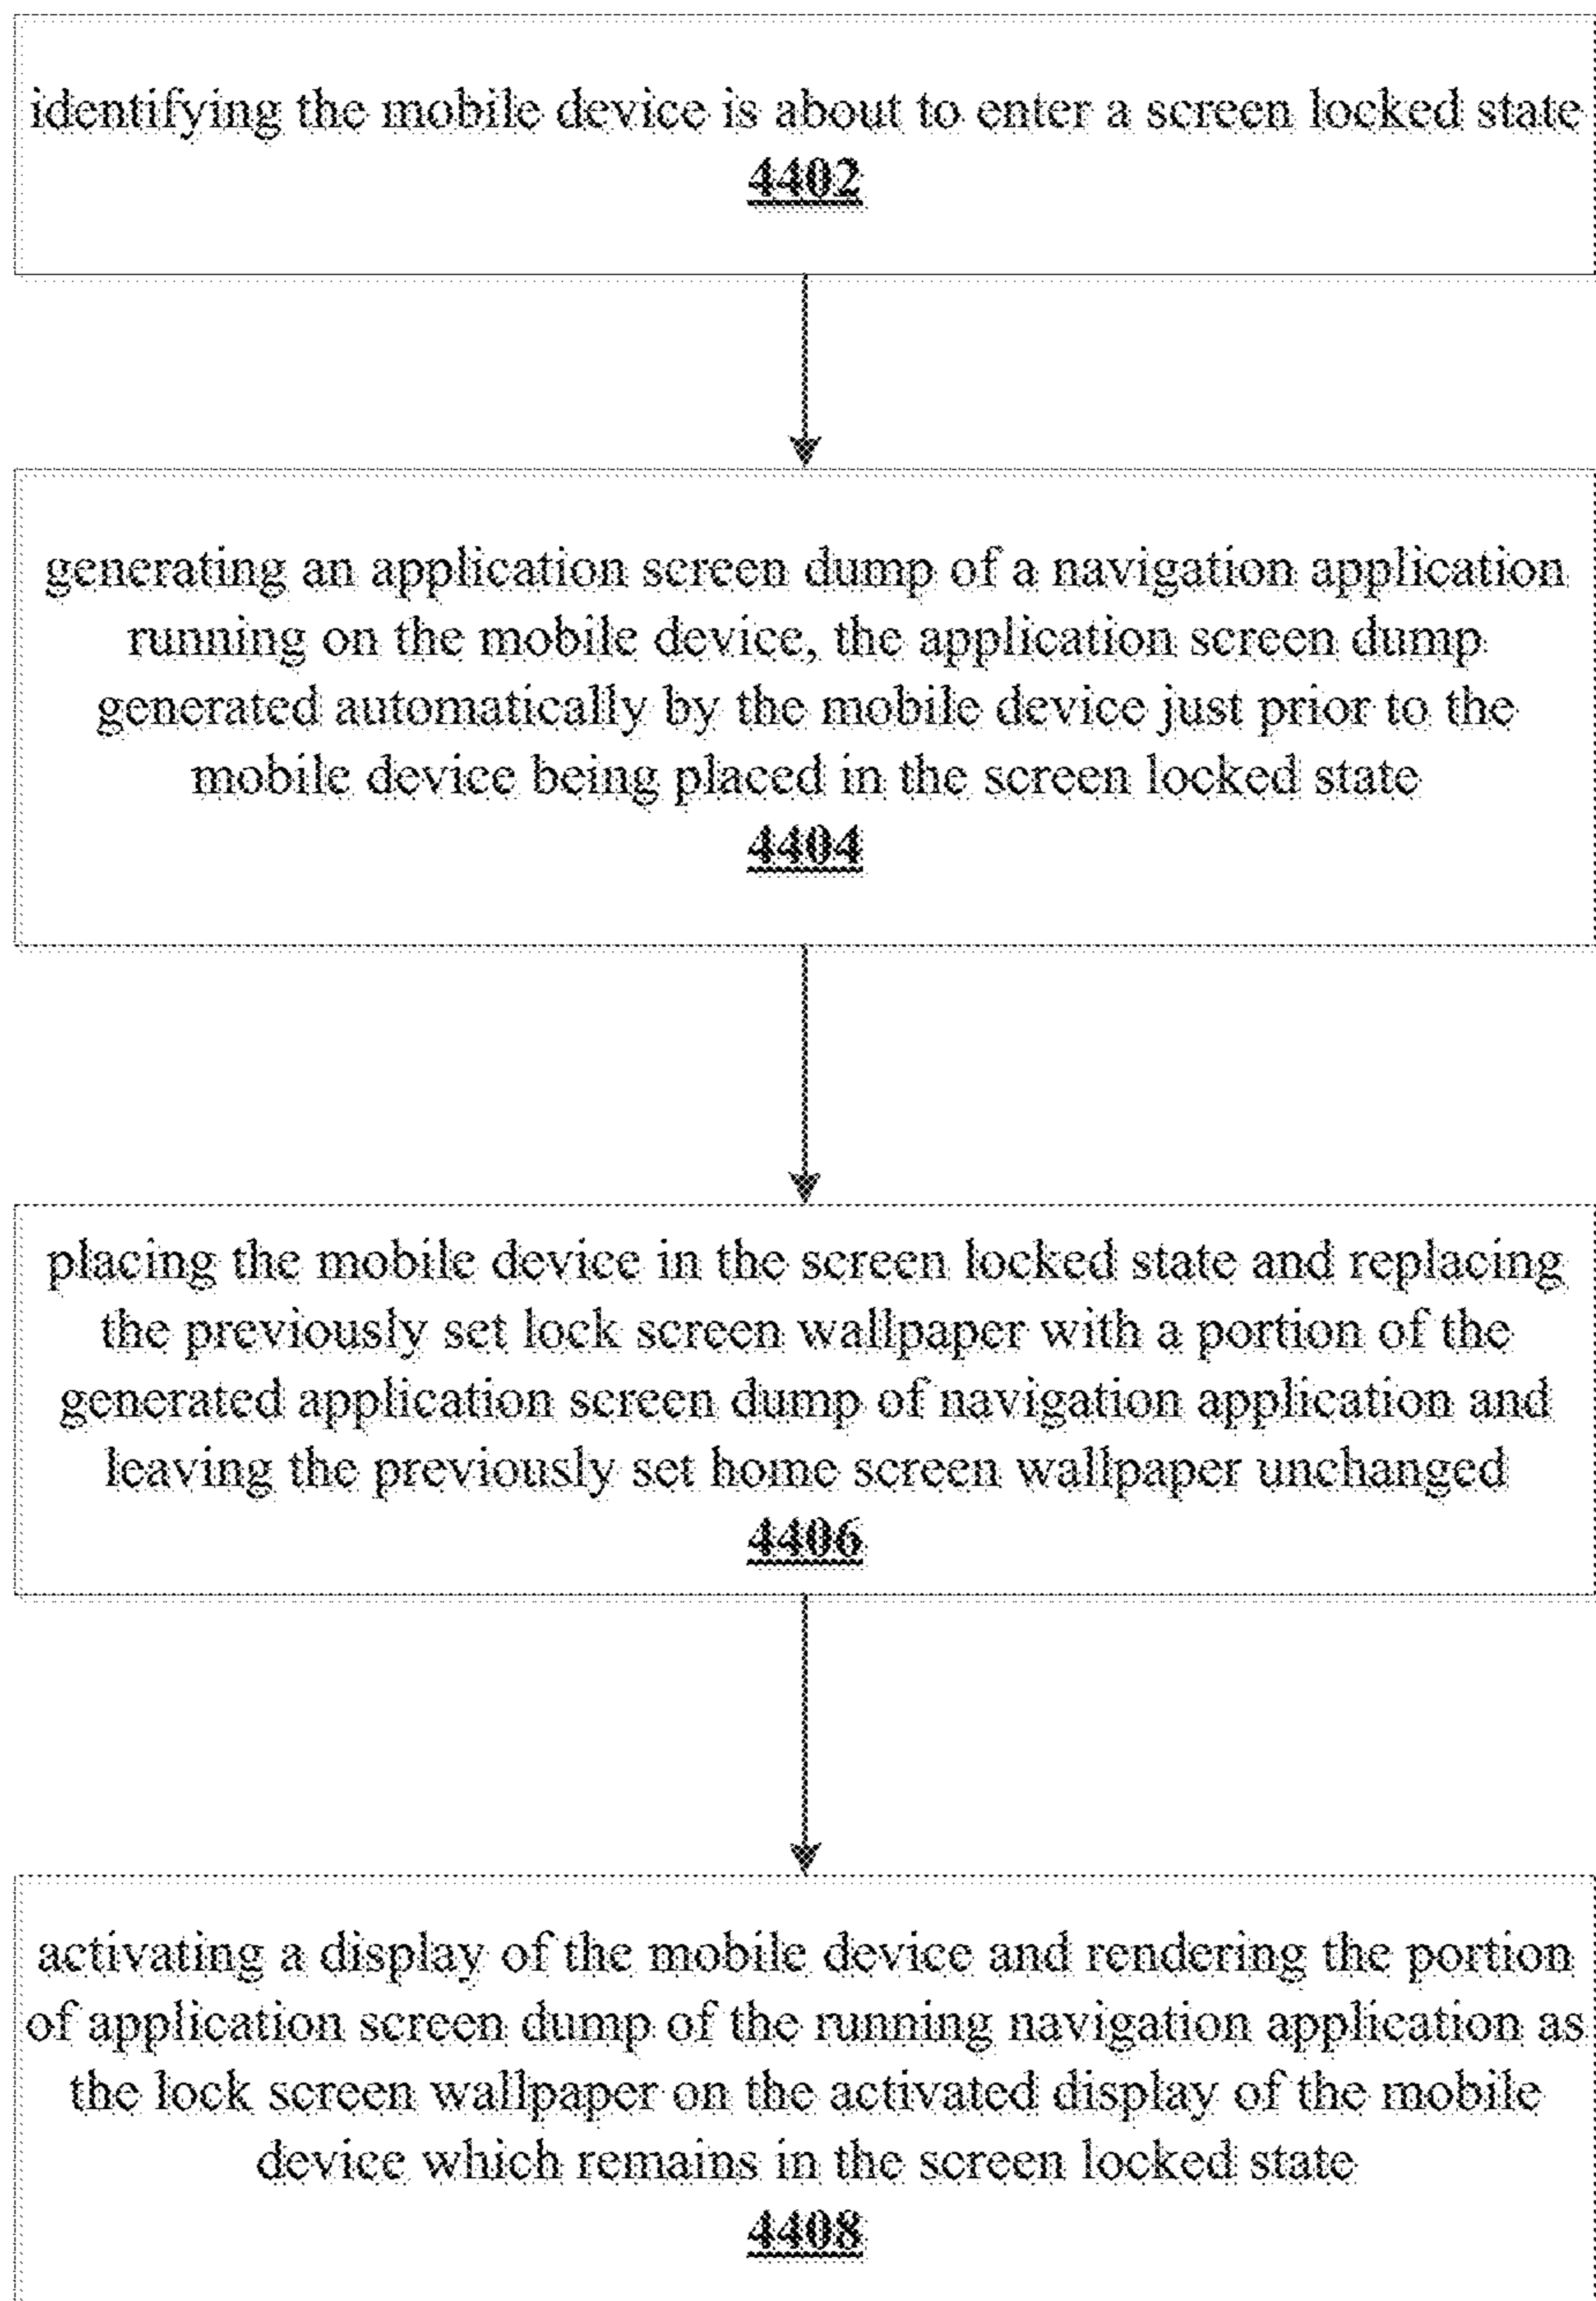 identifying the mobile device is about to enter a screen locked state
4402
generating an application screen dump of a navigation application
running on the mobile device, the application screen dump
generated automatically by the mobile device just prior to the
mobile device being placed in the screen locked state
4404
placing the mobile device in the screen locked state and replacing
the previously set lock screen wallpaper with a portion of the
generated application screen dump of navigation application and
leaving the previously set home screen wallpaper unchanged
4406
activating a display of the mobile device and rendering the portion
of application screen dump of the running navigation application as
the lock screen wallpaper on the activated display of the mobile
device which remains in the screen locked state
4408